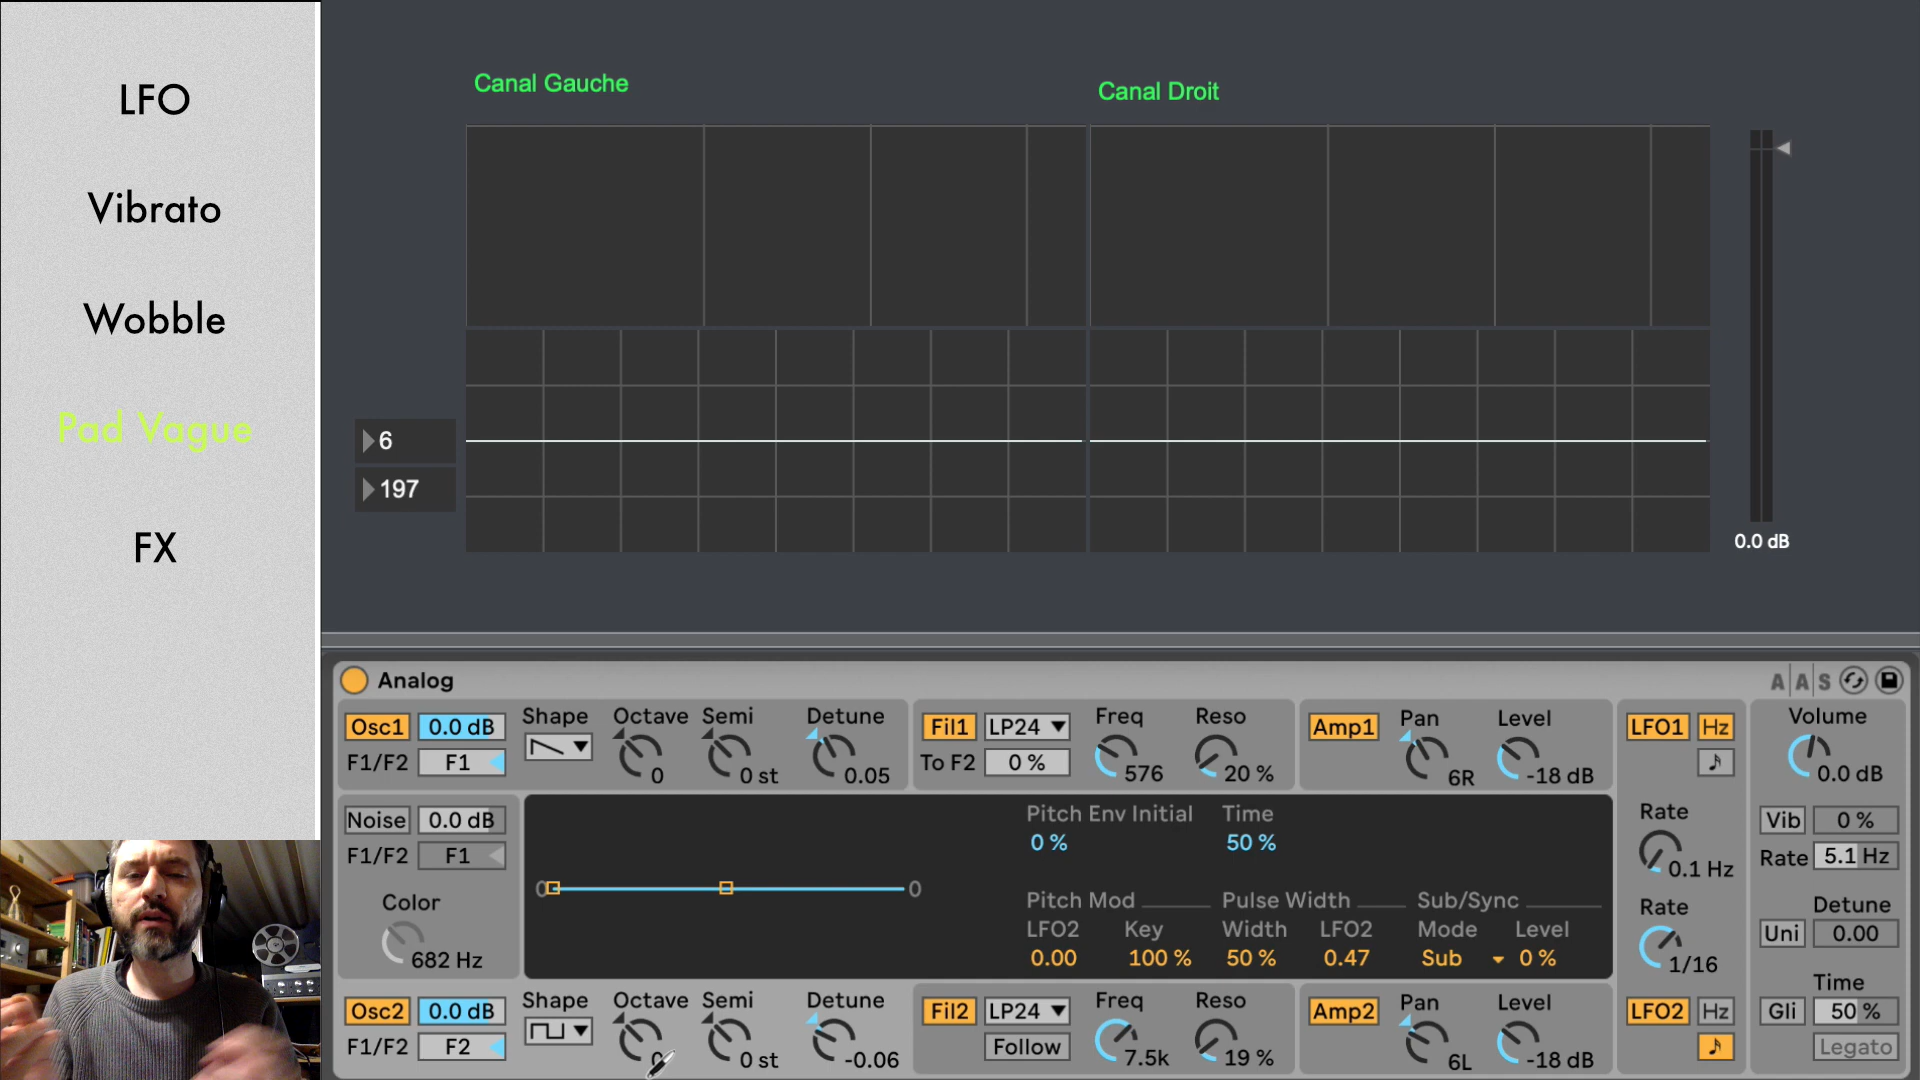 LFO
Vibrato
Wobble
Pad Vague
FX
Canal Gauche
Canal Droit
6
197
0.0 dB
Analog
A A S
Osc1 0.0 dB Shape Octave Semi Detune
F1/F2 F1 0 0 st 0.05
Fil1 LP24 Freq Reso
To F2 0 % 576 20 %
Amp1 Pan Level
6R -18 dB
LFO1 Hz
Volume
0.0 dB
Noise 0.0 dB
F1/F2 F1
Color
682 Hz
0 0
Pitch Env Initial Time
0 % 50 %
Pitch Mod Pulse Width Sub/Sync
LFO2 Key Width LFO2 Mode Level
0.00 100 % 50 % 0.47 Sub 0 %
Rate
0.1 Hz
Rate
1/16
Vib 0 %
Rate 5.1 Hz
Detune
Uni 0.00
Time
Gli 50 %
Legato
Osc2 0.0 dB Shape Octave Semi Detune
F1/F2 F2 0 0 st -0.06
Fil2 LP24 Freq Reso
Follow 7.5k 19 %
Amp2 Pan Level
6L -18 dB
LFO2 Hz